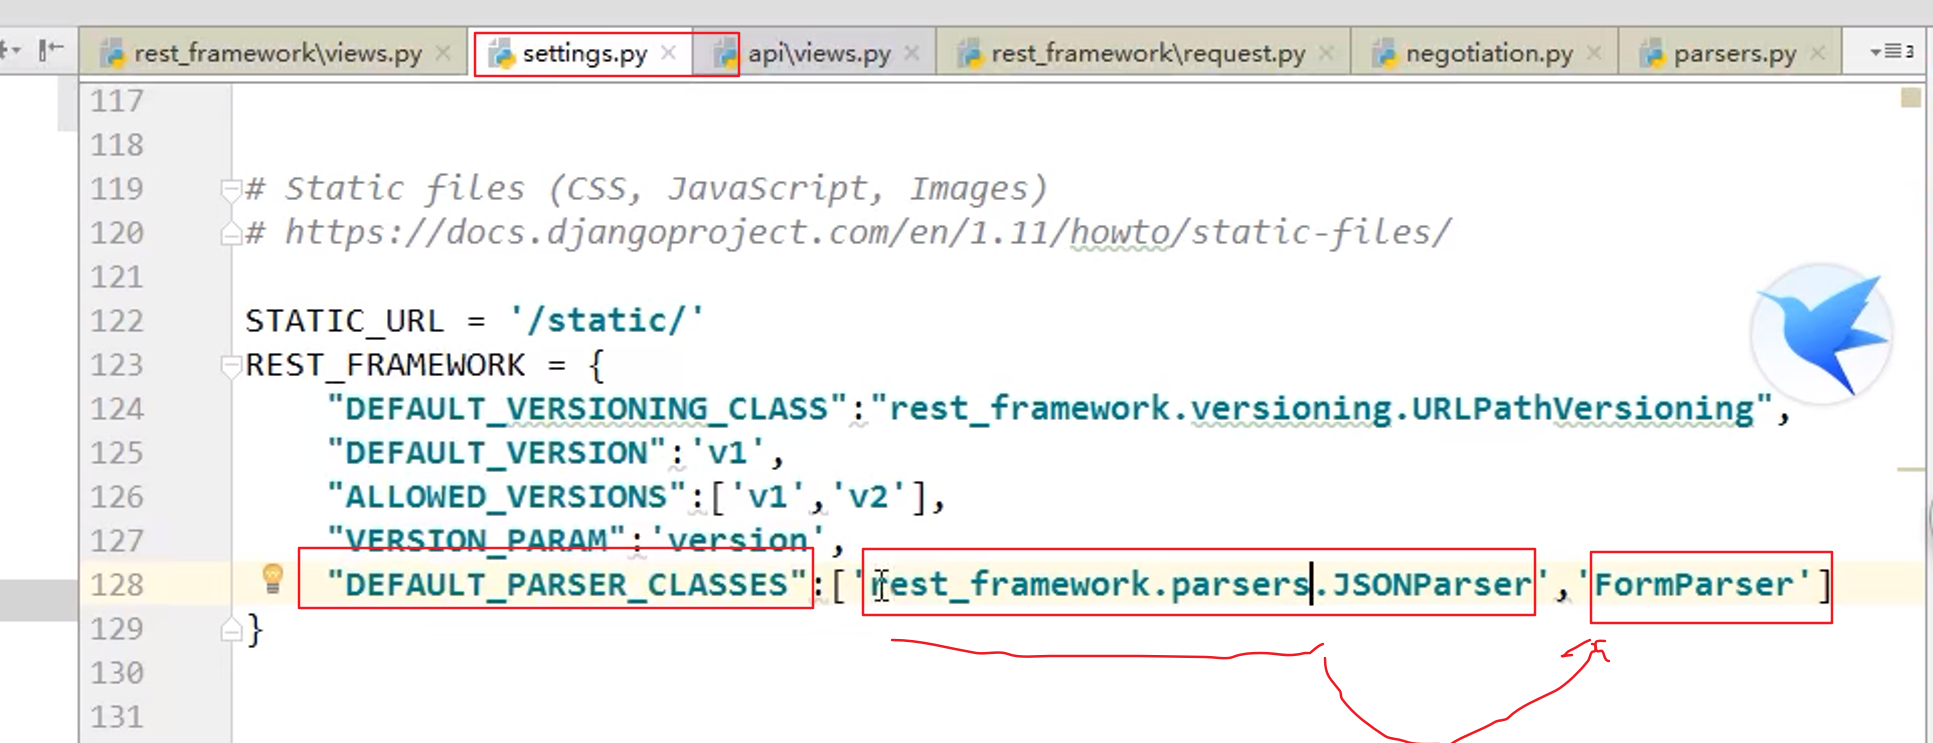 rest_framework\views.py settings.py api\views.py rest_framework\request.py negotiation.py parsers.py 3
117
118
119 # Static files (CSS, JavaScript, Images)
120 # https://docs.djangoproject.com/en/1.11/howto/static-files/
121
122 STATIC_URL = '/static/'
123 REST_FRAMEWORK = {
124 "DEFAULT_VERSIONING_CLASS":"rest_framework.versioning.URLPathVersioning",
125 "DEFAULT_VERSION":'v1',
126 "ALLOWED_VERSIONS":['v1','v2'],
127 "VERSION_PARAM":'version',
128 "DEFAULT_PARSER_CLASSES":['rest_framework.parsers.JSONParser','FormParser']
129 }
130
131